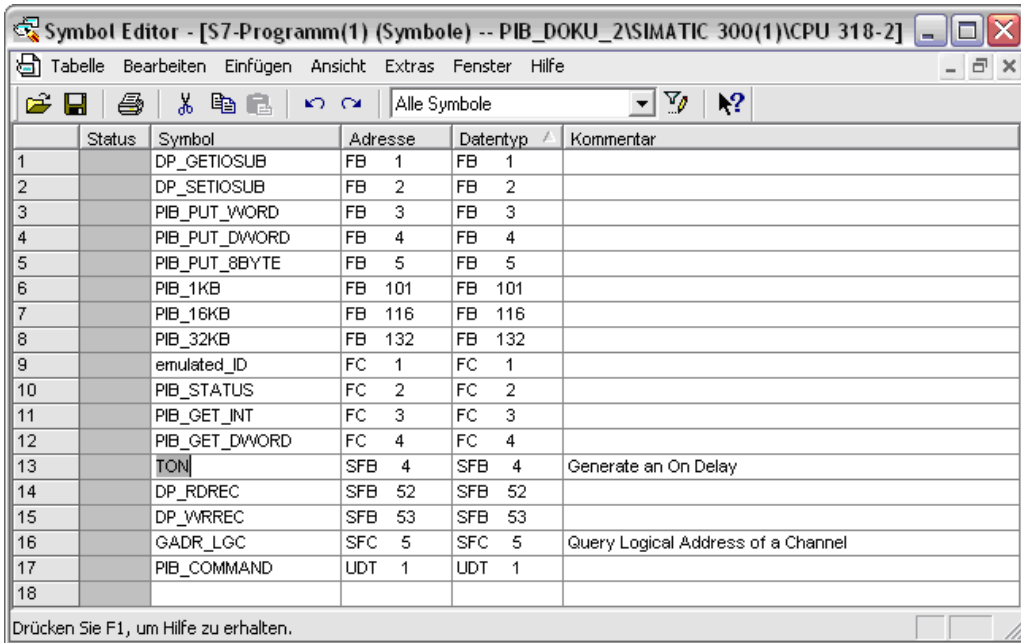 Symbol Editor - [S7-Programm(1) (Symbole) -- PIB_DOKU_2\SIMATIC 300(1)\CPU 318-2]
Tabelle Bearbeiten Einfügen Ansicht Extras Fenster Hilfe
Alle Symbole
Status Symbol Adresse Datentyp Kommentar
1 DP_GETIOSUB FB 1 FB 1
2 DP_SETIOSUB FB 2 FB 2
3 PIB_PUT_WORD FB 3 FB 3
4 PIB_PUT_DWORD FB 4 FB 4
5 PIB_PUT_8BYTE FB 5 FB 5
6 PIB_1KB FB 101 FB 101
7 PIB_16KB FB 116 FB 116
8 PIB_32KB FB 132 FB 132
9 emulated_ID FC 1 FC 1
10 PIB_STATUS FC 2 FC 2
11 PIB_GET_INT FC 3 FC 3
12 PIB_GET_DWORD FC 4 FC 4
13 TON SFB 4 SFB 4 Generate an On Delay
14 DP_RDREC SFB 52 SFB 52
15 DP_WRREC SFB 53 SFB 53
16 GADR_LGC SFC 5 SFC 5 Query Logical Address of a Channel
17 PIB_COMMAND UDT 1 UDT 1
18
Drücken Sie F1, um Hilfe zu erhalten.